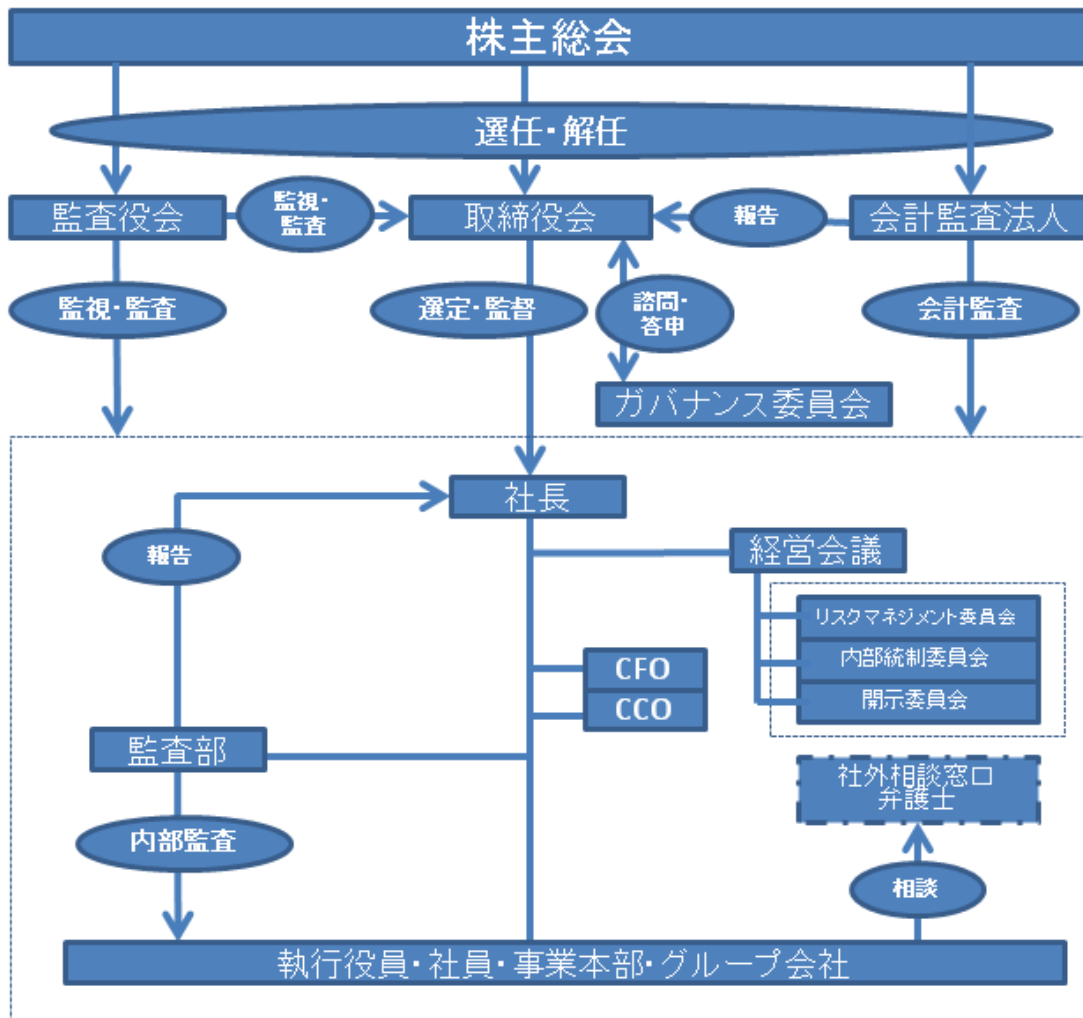 株主総会
選任・解任
監査役会
監視・
監査
取締役会
報告
会計監査法人
監視・監査
選定・監督
諮問・
答申
会計監査
ガバナンス委員会
社長
報告
経営会議
リスクマネジメント委員会
内部統制委員会
開示委員会
CFO
CCO
監査部
社外相談窓口
弁護士
内部監査
相談
執行役員・社員・事業本部・グループ会社